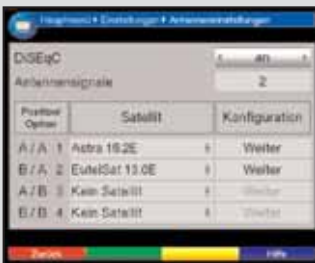 Hauptmenü > Einstellungen > Antenneneinstellungen
DiSEqC an
Antennensignale 2
Position/Option Satellit Konfiguration
A / A 1 Astra 19.2E Weiter
B / A 2 EutelSat 13.0E Weiter
A / B 3 Kein Satellit Weiter
B / B 4 Kein Satellit Weiter
Zurück Hilfe